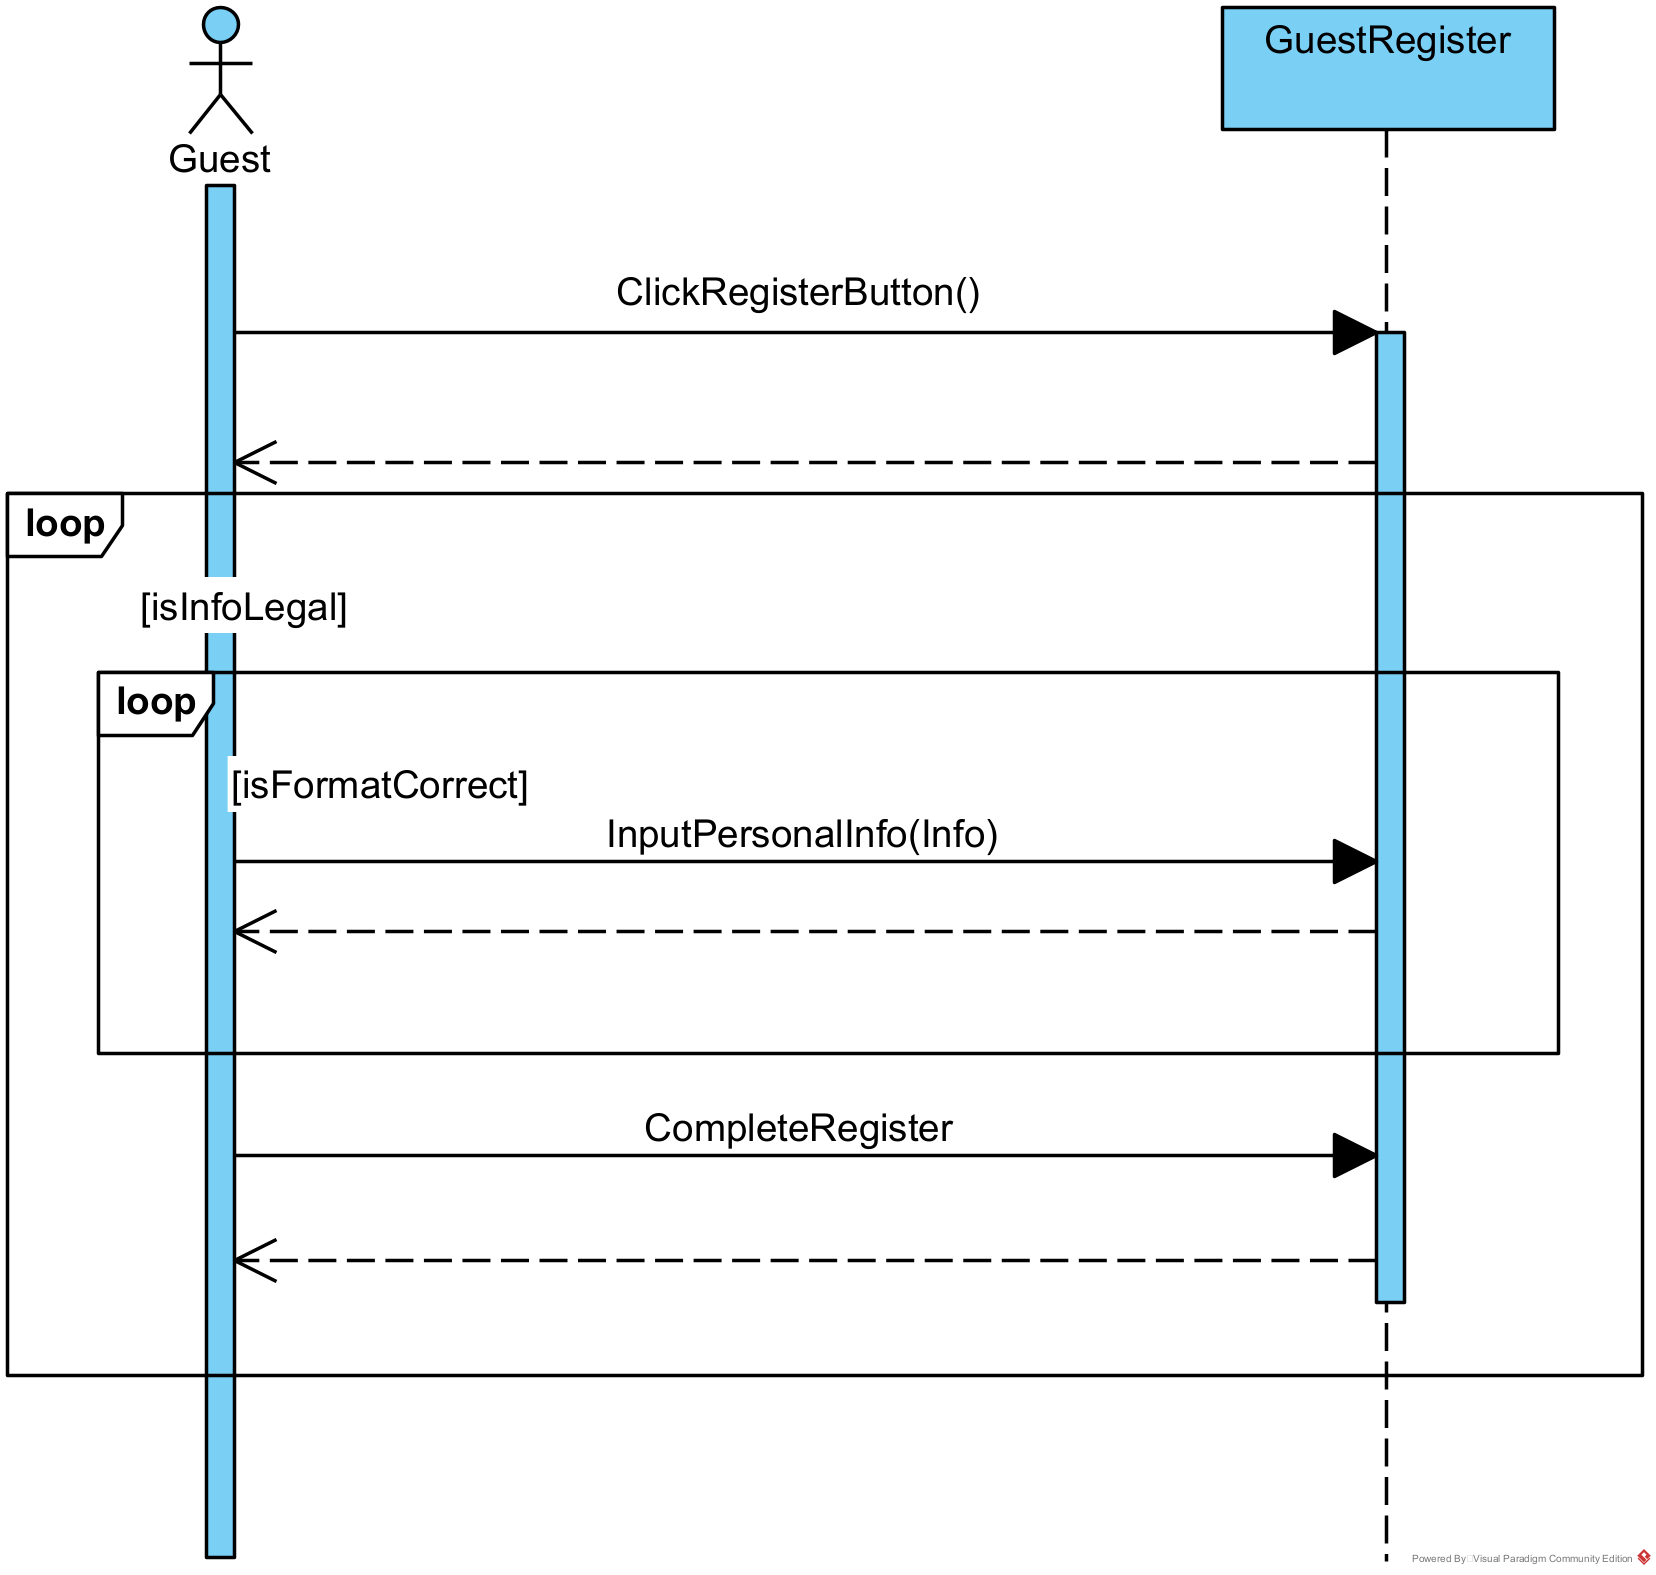 GuestRegister
Guest
ClickRegisterButton()
loop
[isInfoLegal]
loop
[isFormatCorrect]
InputPersonalInfo(Info)
CompleteRegister
Powered By□Visual Paradigm Community Edition